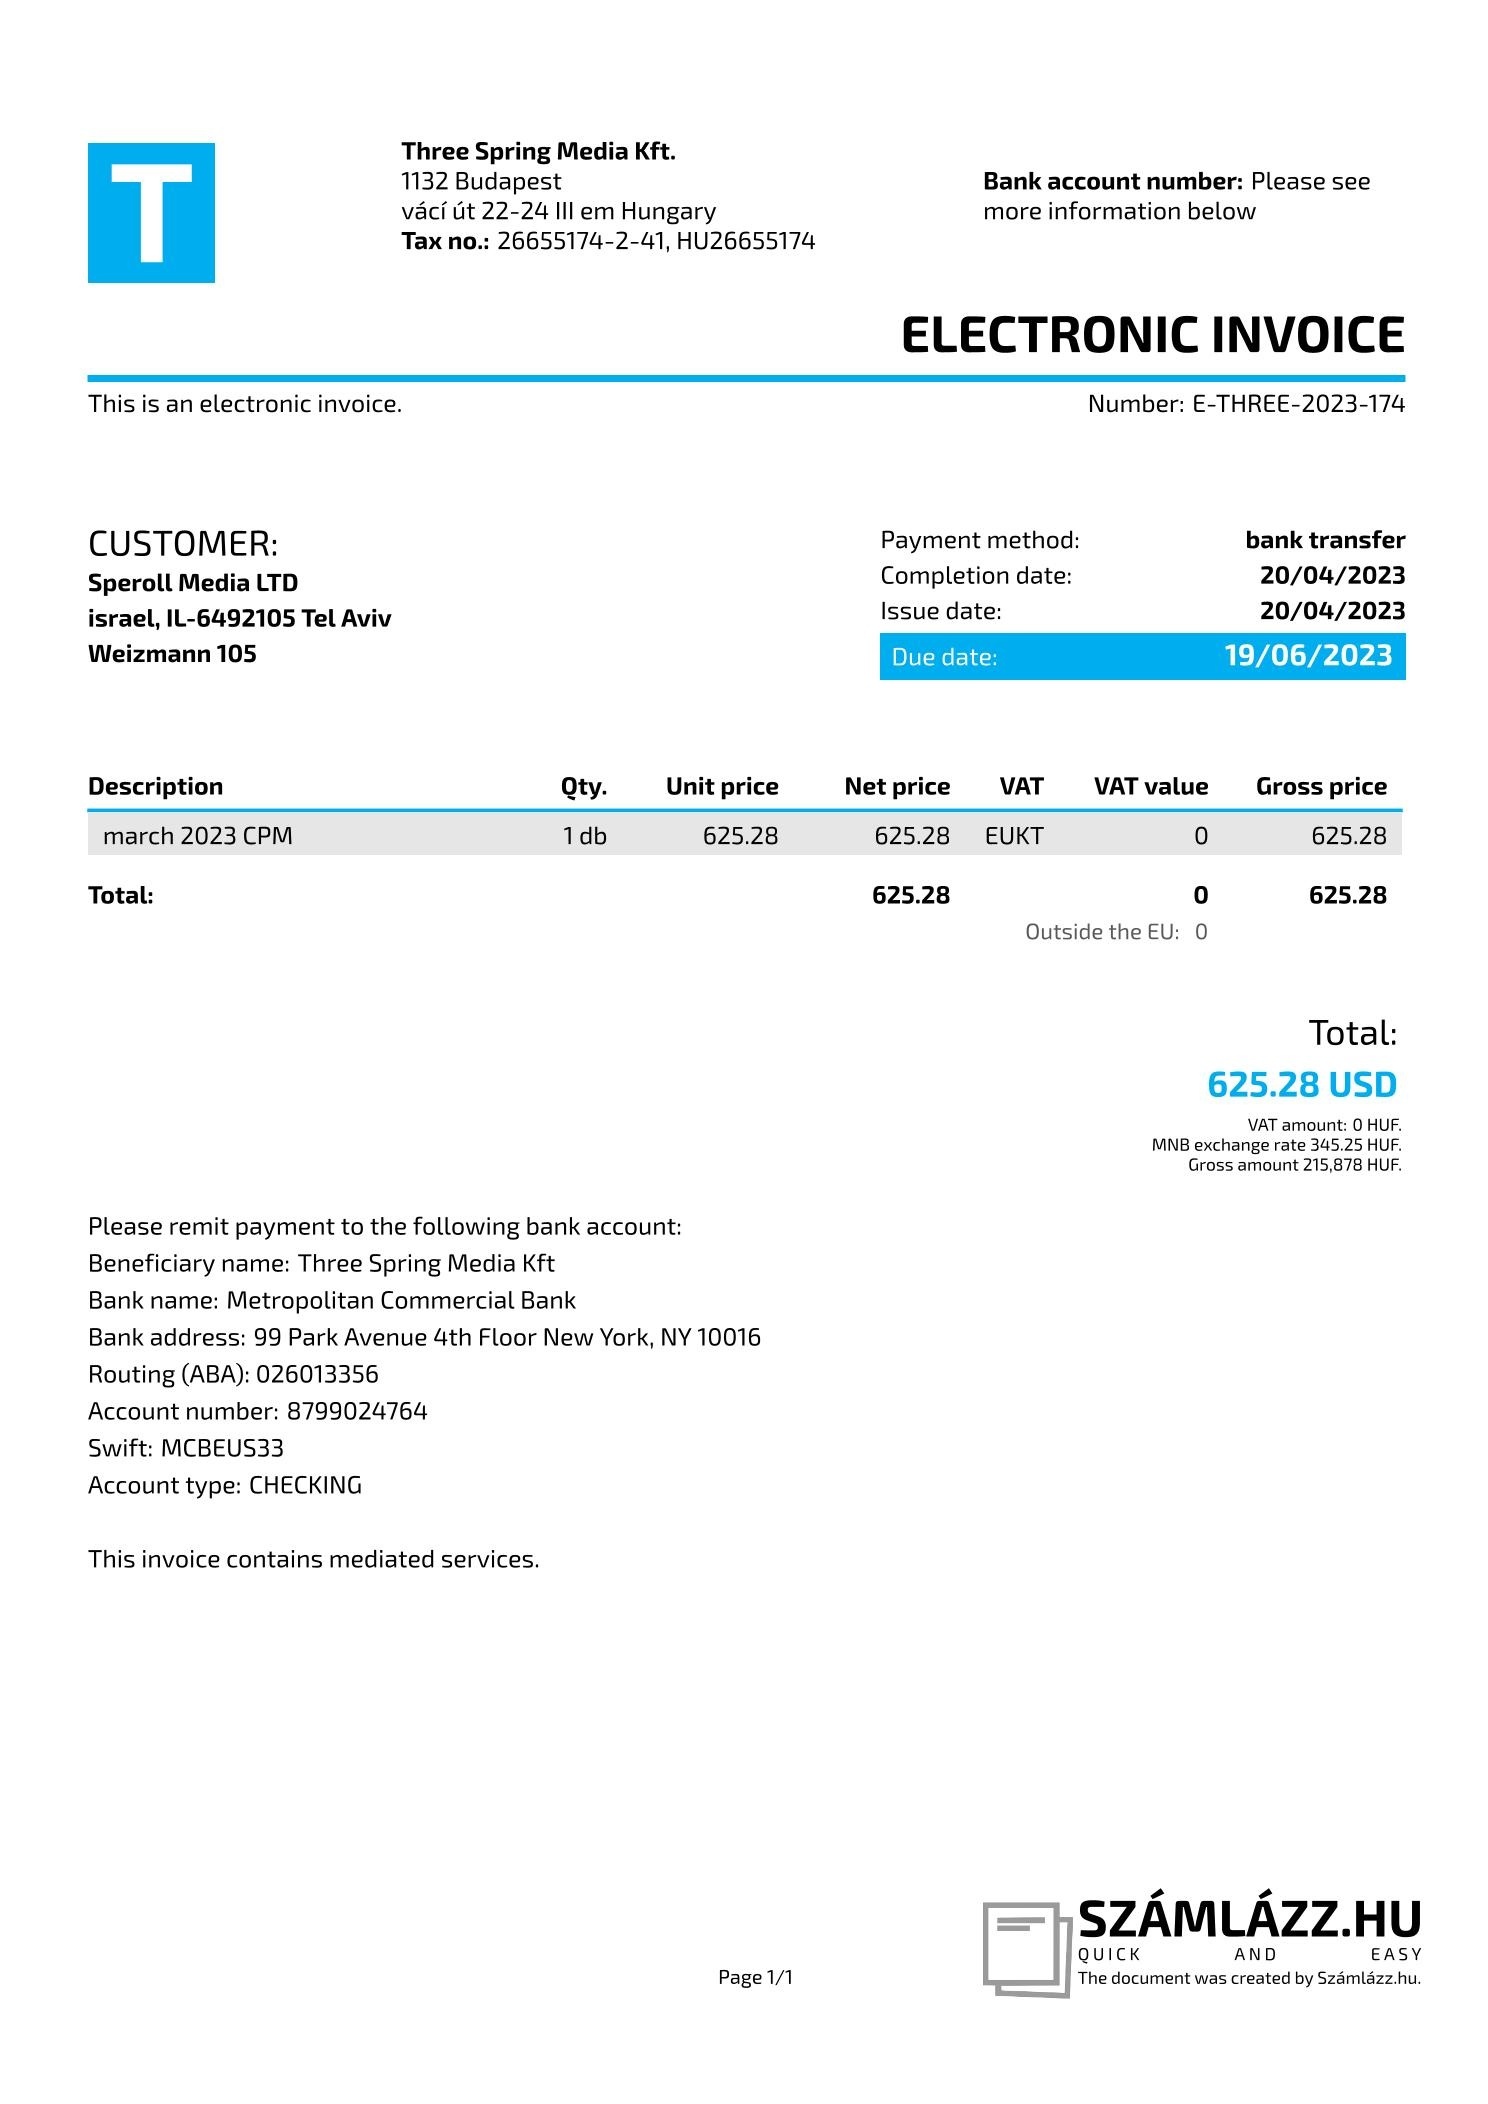 T
Three Spring Media Kft.
1132 Budapest
vácí út 22-24 III em Hungary
Tax no.: 26655174-2-41, HU26655174
Bank account number: Please see
more information below
ELECTRONIC INVOICE
This is an electronic invoice.
Number: E-THREE-2023-174
CUSTOMER:
Speroll Media LTD
israel, IL-6492105 Tel Aviv
Weizmann 105
Payment method: bank transfer
Completion date: 20/04/2023
Issue date: 20/04/2023
Due date: 19/06/2023
Description Qty. Unit price Net price VAT VAT value Gross price
march 2023 CPM 1 db 625.28 625.28 EUKT 0 625.28
Total: 625.28 0 625.28
Outside the EU: 0
Total:
625.28 USD
VAT amount: 0 HUF.
MNB exchange rate 345.25 HUF.
Gross amount 215,878 HUF.
Please remit payment to the following bank account:
Beneficiary name: Three Spring Media Kft
Bank name: Metropolitan Commercial Bank
Bank address: 99 Park Avenue 4th Floor New York, NY 10016
Routing (ABA): 026013356
Account number: 8799024764
Swift: MCBEUS33
Account type: CHECKING
This invoice contains mediated services.
Page 1/1
SZÁMLÁZZ.HU
QUICK AND EASY
The document was created by Számlázz.hu.